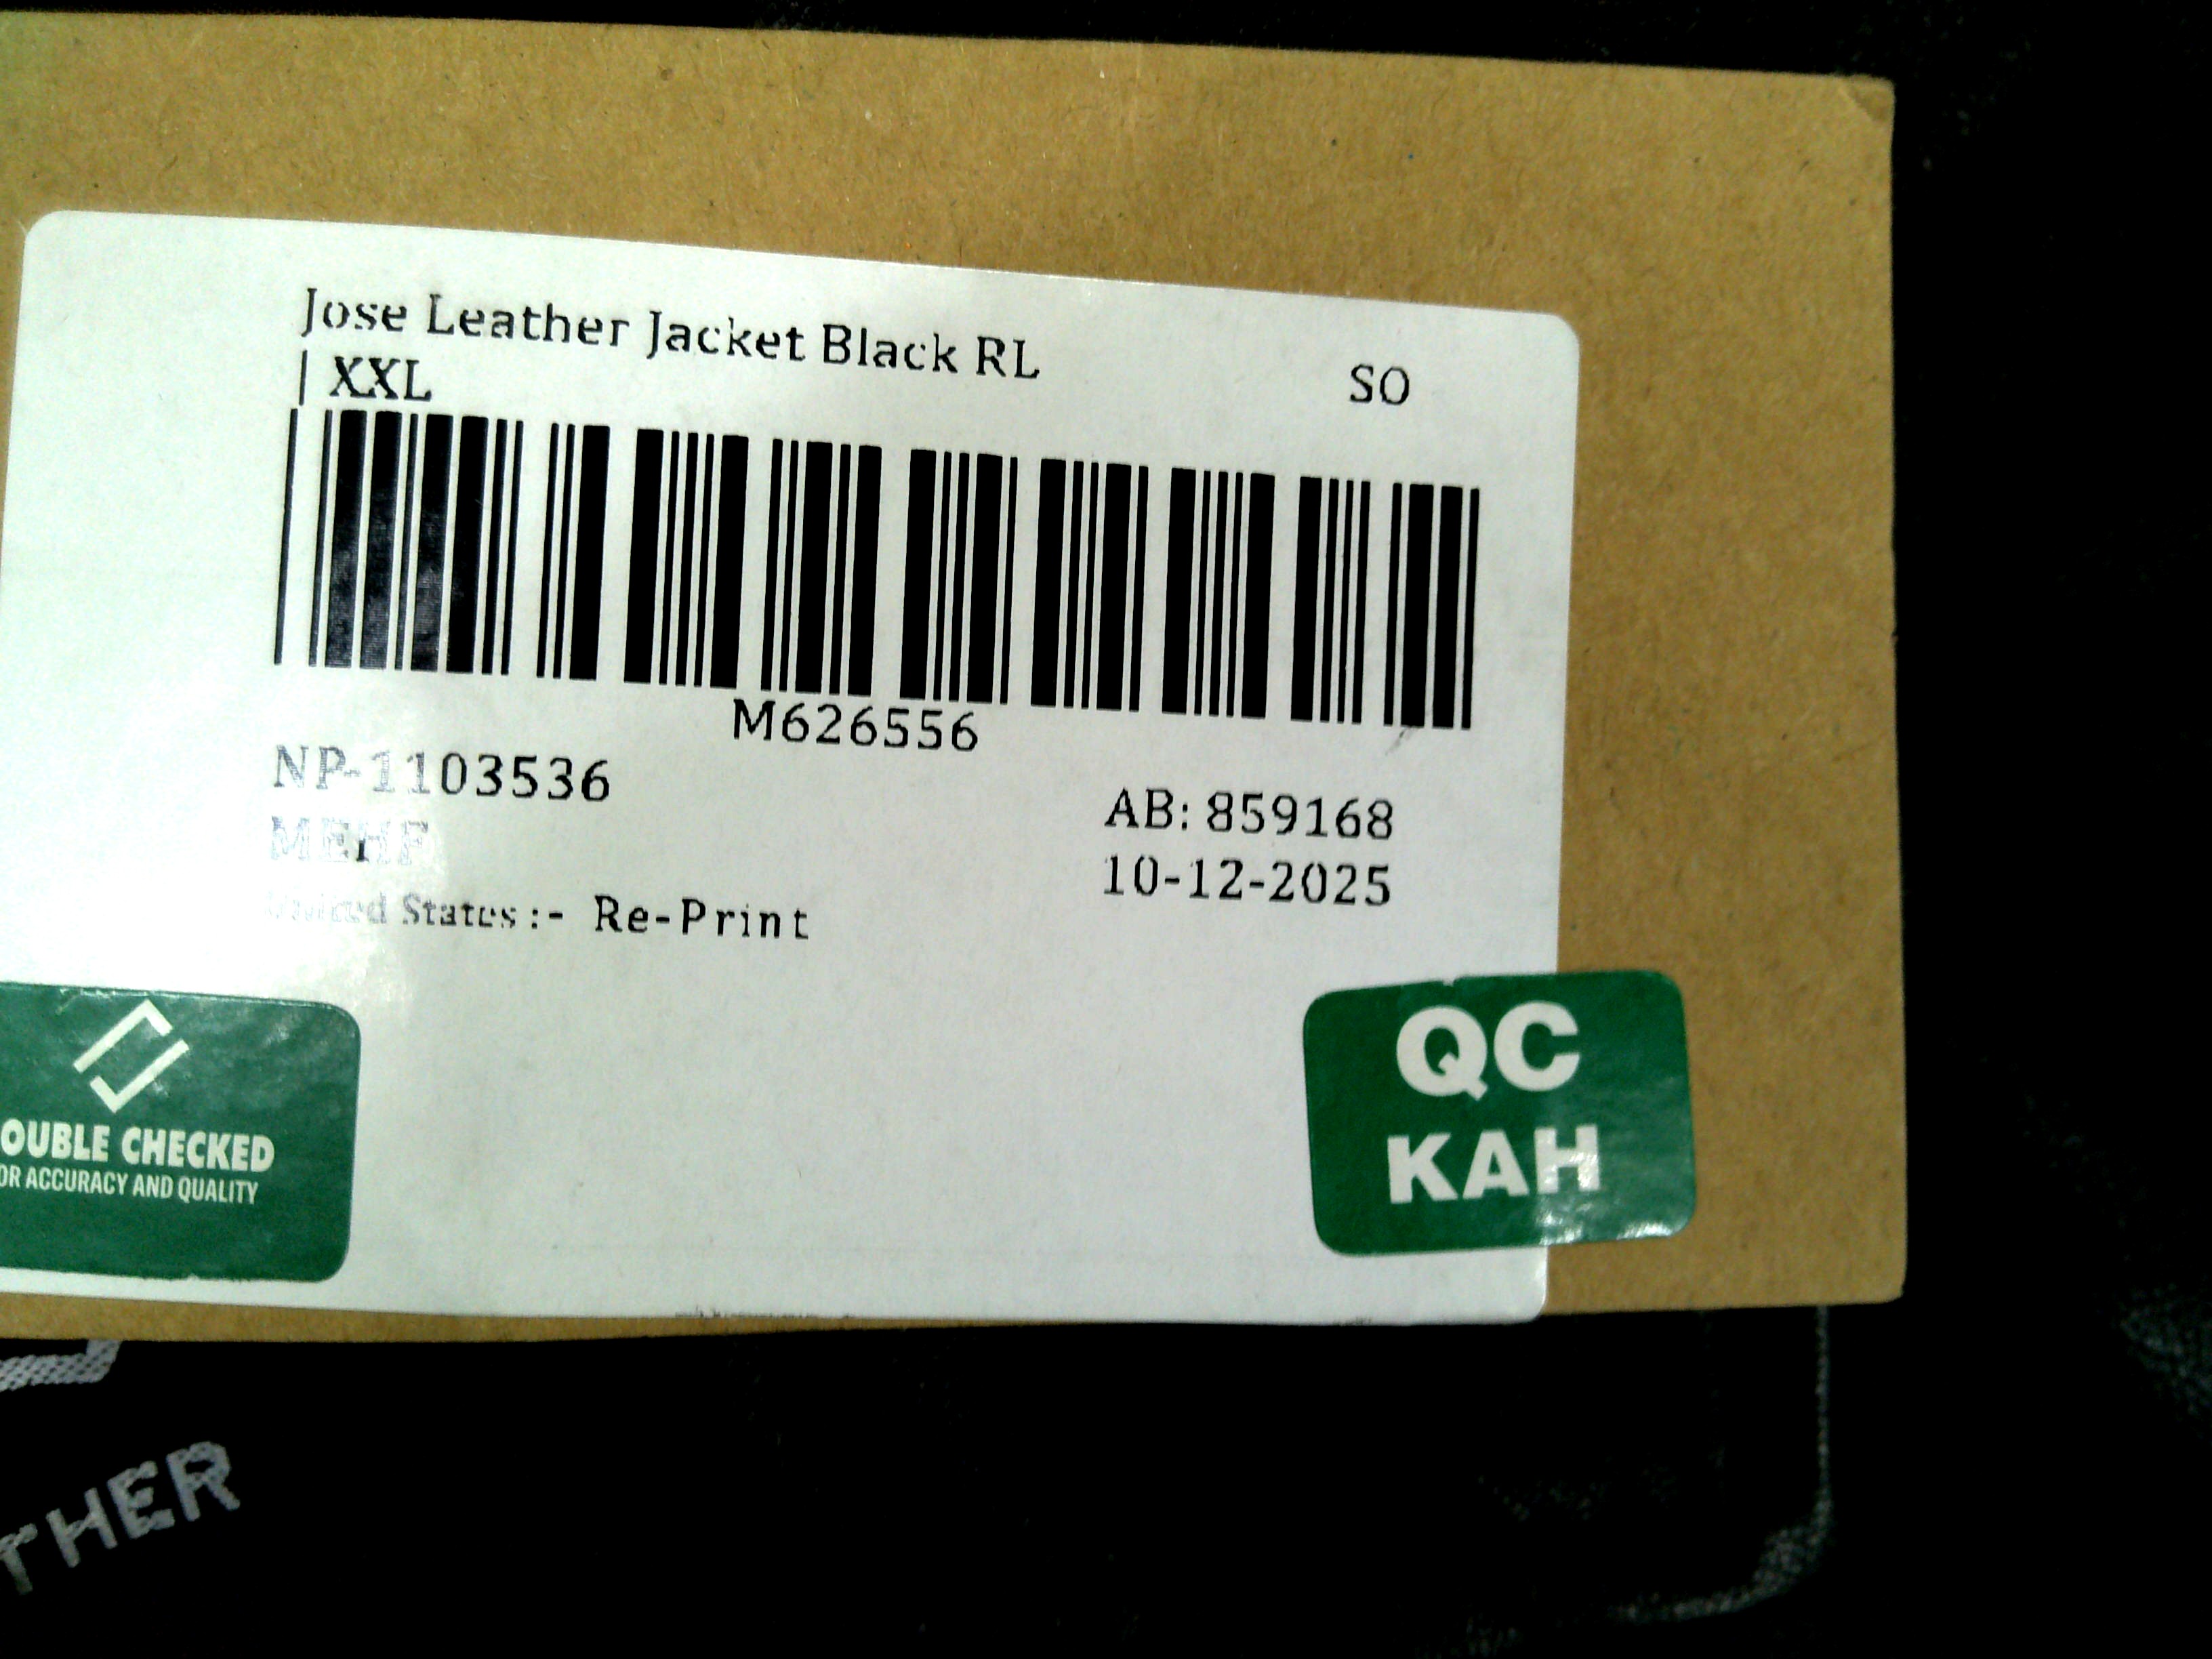 Jose Leather Jacket Black RL
| XXL
SO
M626556
NP-1103536
AB: 859168
MEHF
10-12-2025
United States :- Re-Print
OUBLE CHECKED
OR ACCURACY AND QUALITY
QC
KAH
THER